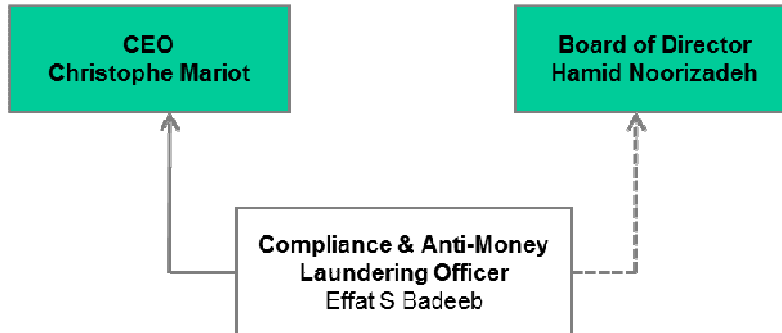 CEO
Christophe Mariot
Board of Director
Hamid Noorizadeh
Compliance & Anti-Money
Laundering Officer
Effat S Badeeb